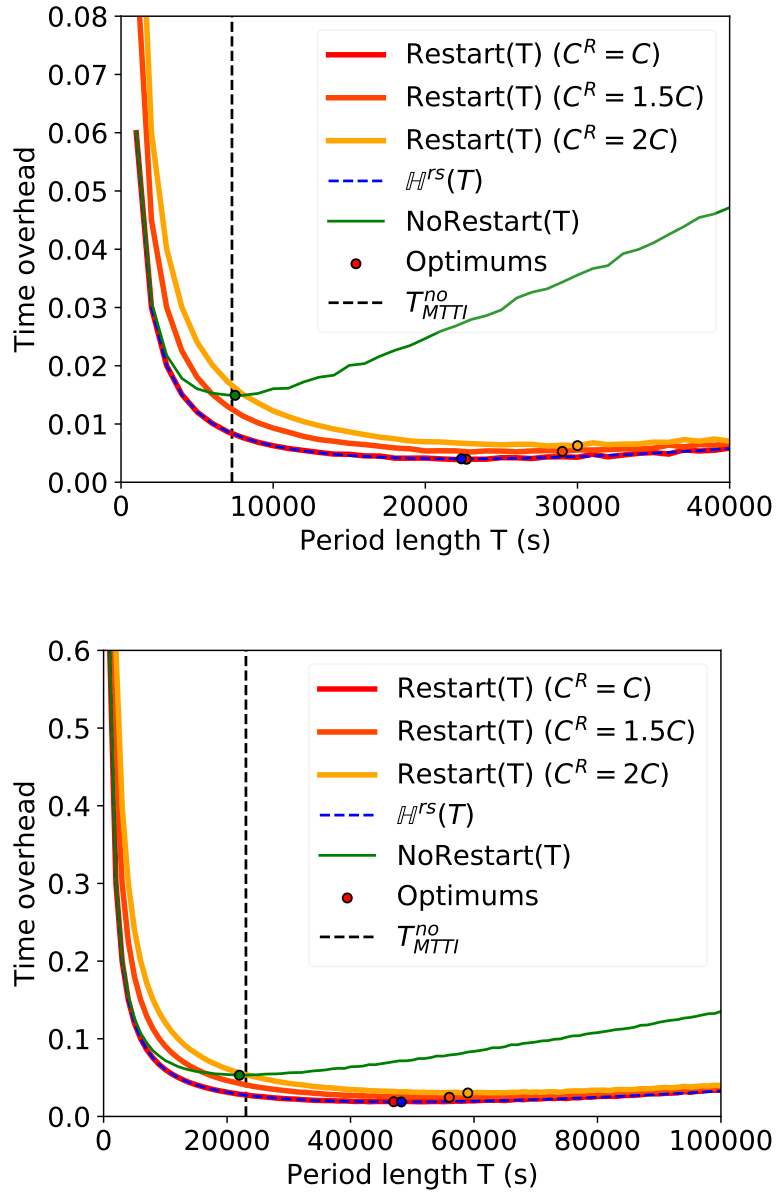 0.08
0.07
0.06
0.05
0.04
0.03
0.02
0.01
0.00
Time overhead
Restart(T) (C^R = C)
Restart(T) (C^R = 1.5C)
Restart(T) (C^R = 2C)
ℍ^rs(T)
NoRestart(T)
Optimums
T^no_MTTI
0 10000 20000 30000 40000
Period length T (s)
0.6
0.5
0.4
0.3
0.2
0.1
0.0
Time overhead
Restart(T) (C^R = C)
Restart(T) (C^R = 1.5C)
Restart(T) (C^R = 2C)
ℍ^rs(T)
NoRestart(T)
Optimums
T^no_MTTI
0 20000 40000 60000 80000 100000
Period length T (s)